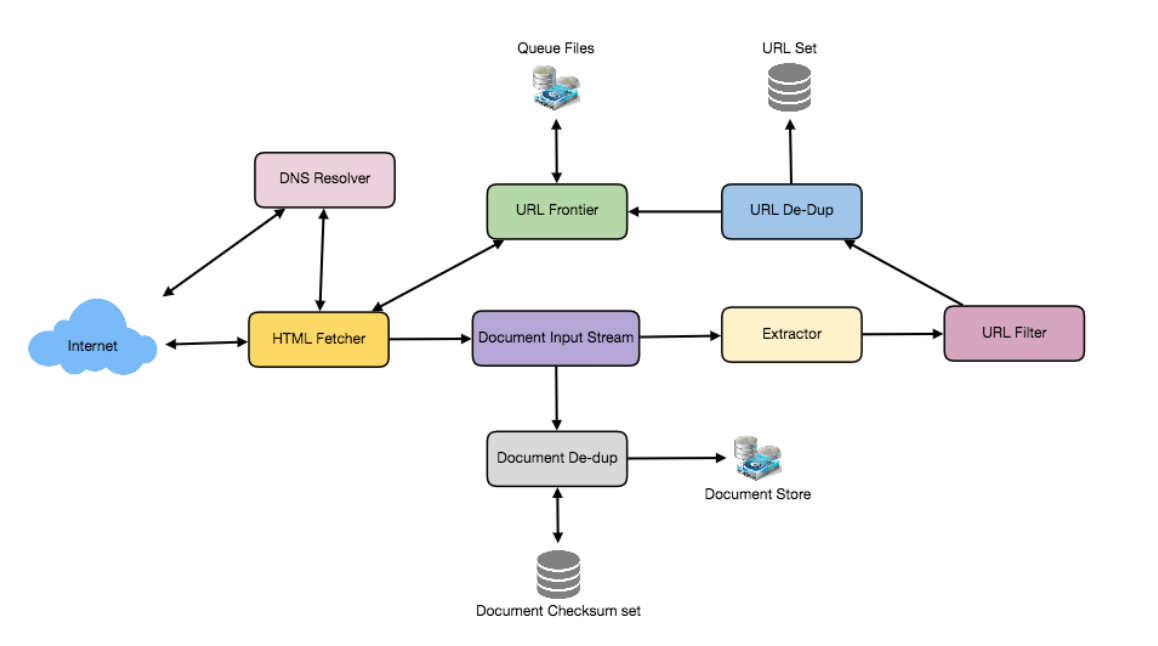 Queue Files
URL Set
DNS Resolver
URL Frontier
URL De-Dup
Internet
HTML Fetcher
Document Input Stream
Extractor
URL Filter
Document De-dup
Document Store
Document Checksum set